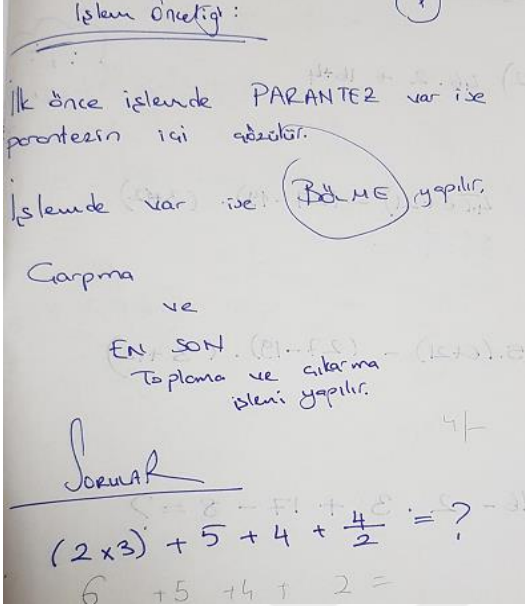 İşlem Önceliği:
İlk önce işlemde PARANTEZ var ise
parantezin içi çözülür.
İşlemde var ise BÖLME yapılır.
Çarpma
ve
EN SON
Toplama ve çıkarma
işlemi yapılır.
SORULAR
(2x3) + 5 + 4 + 4/2 = ?
6 +5 +4 + 2 =